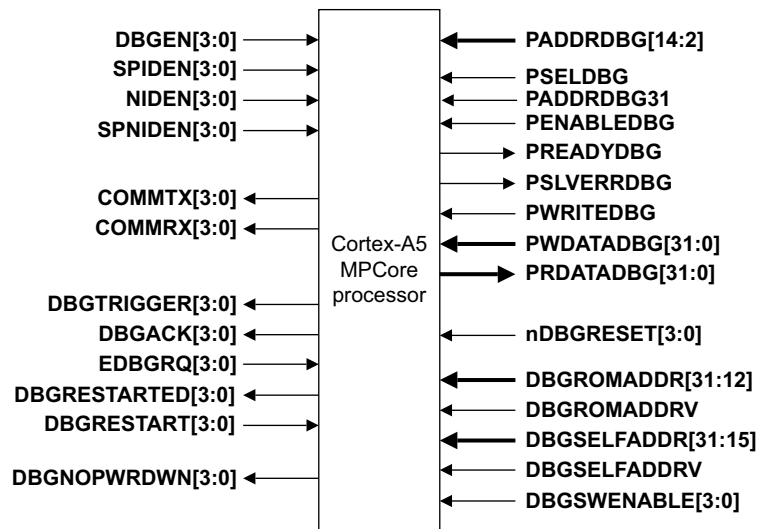 DBGEN[3:0]
SPIDEN[3:0]
NIDEN[3:0]
SPNIDEN[3:0]
COMMTX[3:0]
COMMRX[3:0]
DBGTRIGGER[3:0]
DBGACK[3:0]
EDBGRQ[3:0]
DBGRESTARTED[3:0]
DBGRESTART[3:0]
DBGNOPWRDWN[3:0]
Cortex-A5
MPCore
processor
PADDRDBG[14:2]
PSELDBG
PADDRDBG31
PENABLEDBG
PREADYDBG
PSLVERRDBG
PWRITEDBG
PWDATADBG[31:0]
PRDATADBG[31:0]
nDBGRESET[3:0]
DBGROMADDR[31:12]
DBGROMADDRV
DBGSELFADDR[31:15]
DBGSELFADDRV
DBGSWENABLE[3:0]